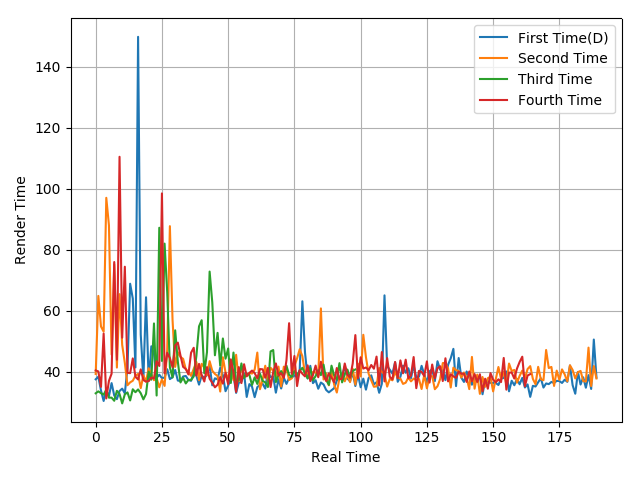 First Time(D)
Second Time
Third Time
Fourth Time
140
120
100
80
60
40
Render Time
0 25 50 75 100 125 150 175
Real Time